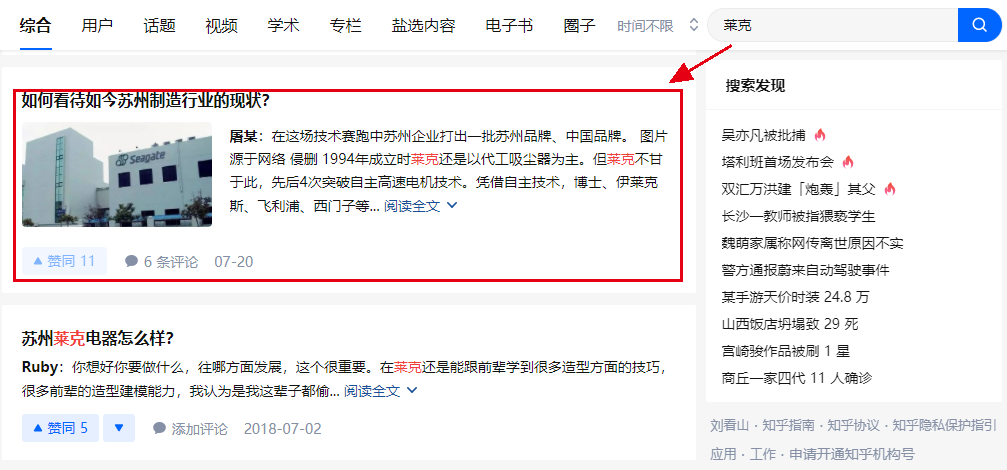 综合 用户 话题 视频 学术 专栏 盐选内容 电子书 圈子 时间不限 莱克
如何看待如今苏州制造行业的现状？
Seagate
屠某：在这场技术赛跑中苏州企业打出一批苏州品牌、中国品牌。 图片
源于网络 侵删 1994年成立时莱克还是以代工吸尘器为主。但莱克不甘
于此，先后4次突破自主高速电机技术。凭借自主技术，博士、伊莱克
斯、飞利浦、西门子等... 阅读全文
赞同 11 6 条评论 07-20
苏州莱克电器怎么样？
Ruby：你想好你要做什么，往哪方面发展，这个很重要。在莱克还是能跟前辈学到很多造型方面的技巧，
很多前辈的造型建模能力，我认为是我这辈子都偷... 阅读全文
赞同 5 添加评论 2018-07-02
搜索发现
吴亦凡被批捕
塔利班首场发布会
双汇万洪建「炮轰」其父
长沙一教师被指猥亵学生
魏萌家属称网传离世原因不实
警方通报蔚来自动驾驶事件
某手游天价时装 24.8 万
山西饭店坍塌致 29 死
宫崎骏作品被刷 1 星
商丘一家四代 11 人确诊
刘看山 · 知乎指南 · 知乎协议 · 知乎隐私保护指引
应用 · 工作 · 申请开通知乎机构号